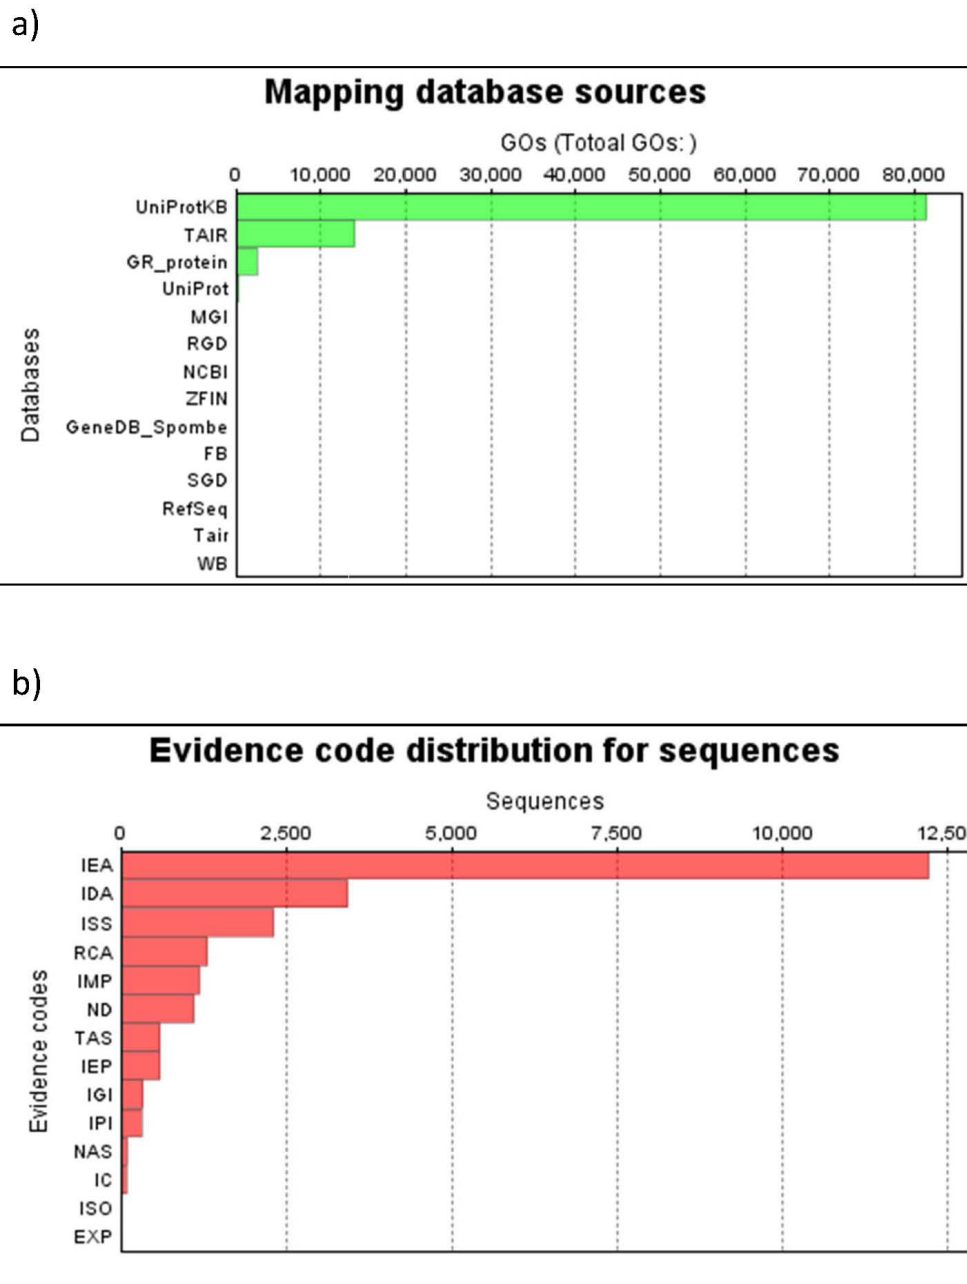 a)
Mapping database sources
GOs (Totoal GOs: )
0 10,000 20,000 30,000 40,000 50,000 60,000 70,000 80,000
UniProtKB
TAIR
GR_protein
UniProt
MGI
RGD
NCBI
ZFIN
GeneDB_Spombe
FB
SGD
RefSeq
Tair
WB
Databases
b)
Evidence code distribution for sequences
Sequences
0 2,500 5,000 7,500 10,000 12,50
IEA
IDA
ISS
RCA
IMP
ND
TAS
IEP
IGI
IPI
NAS
IC
ISO
EXP
Evidence codes